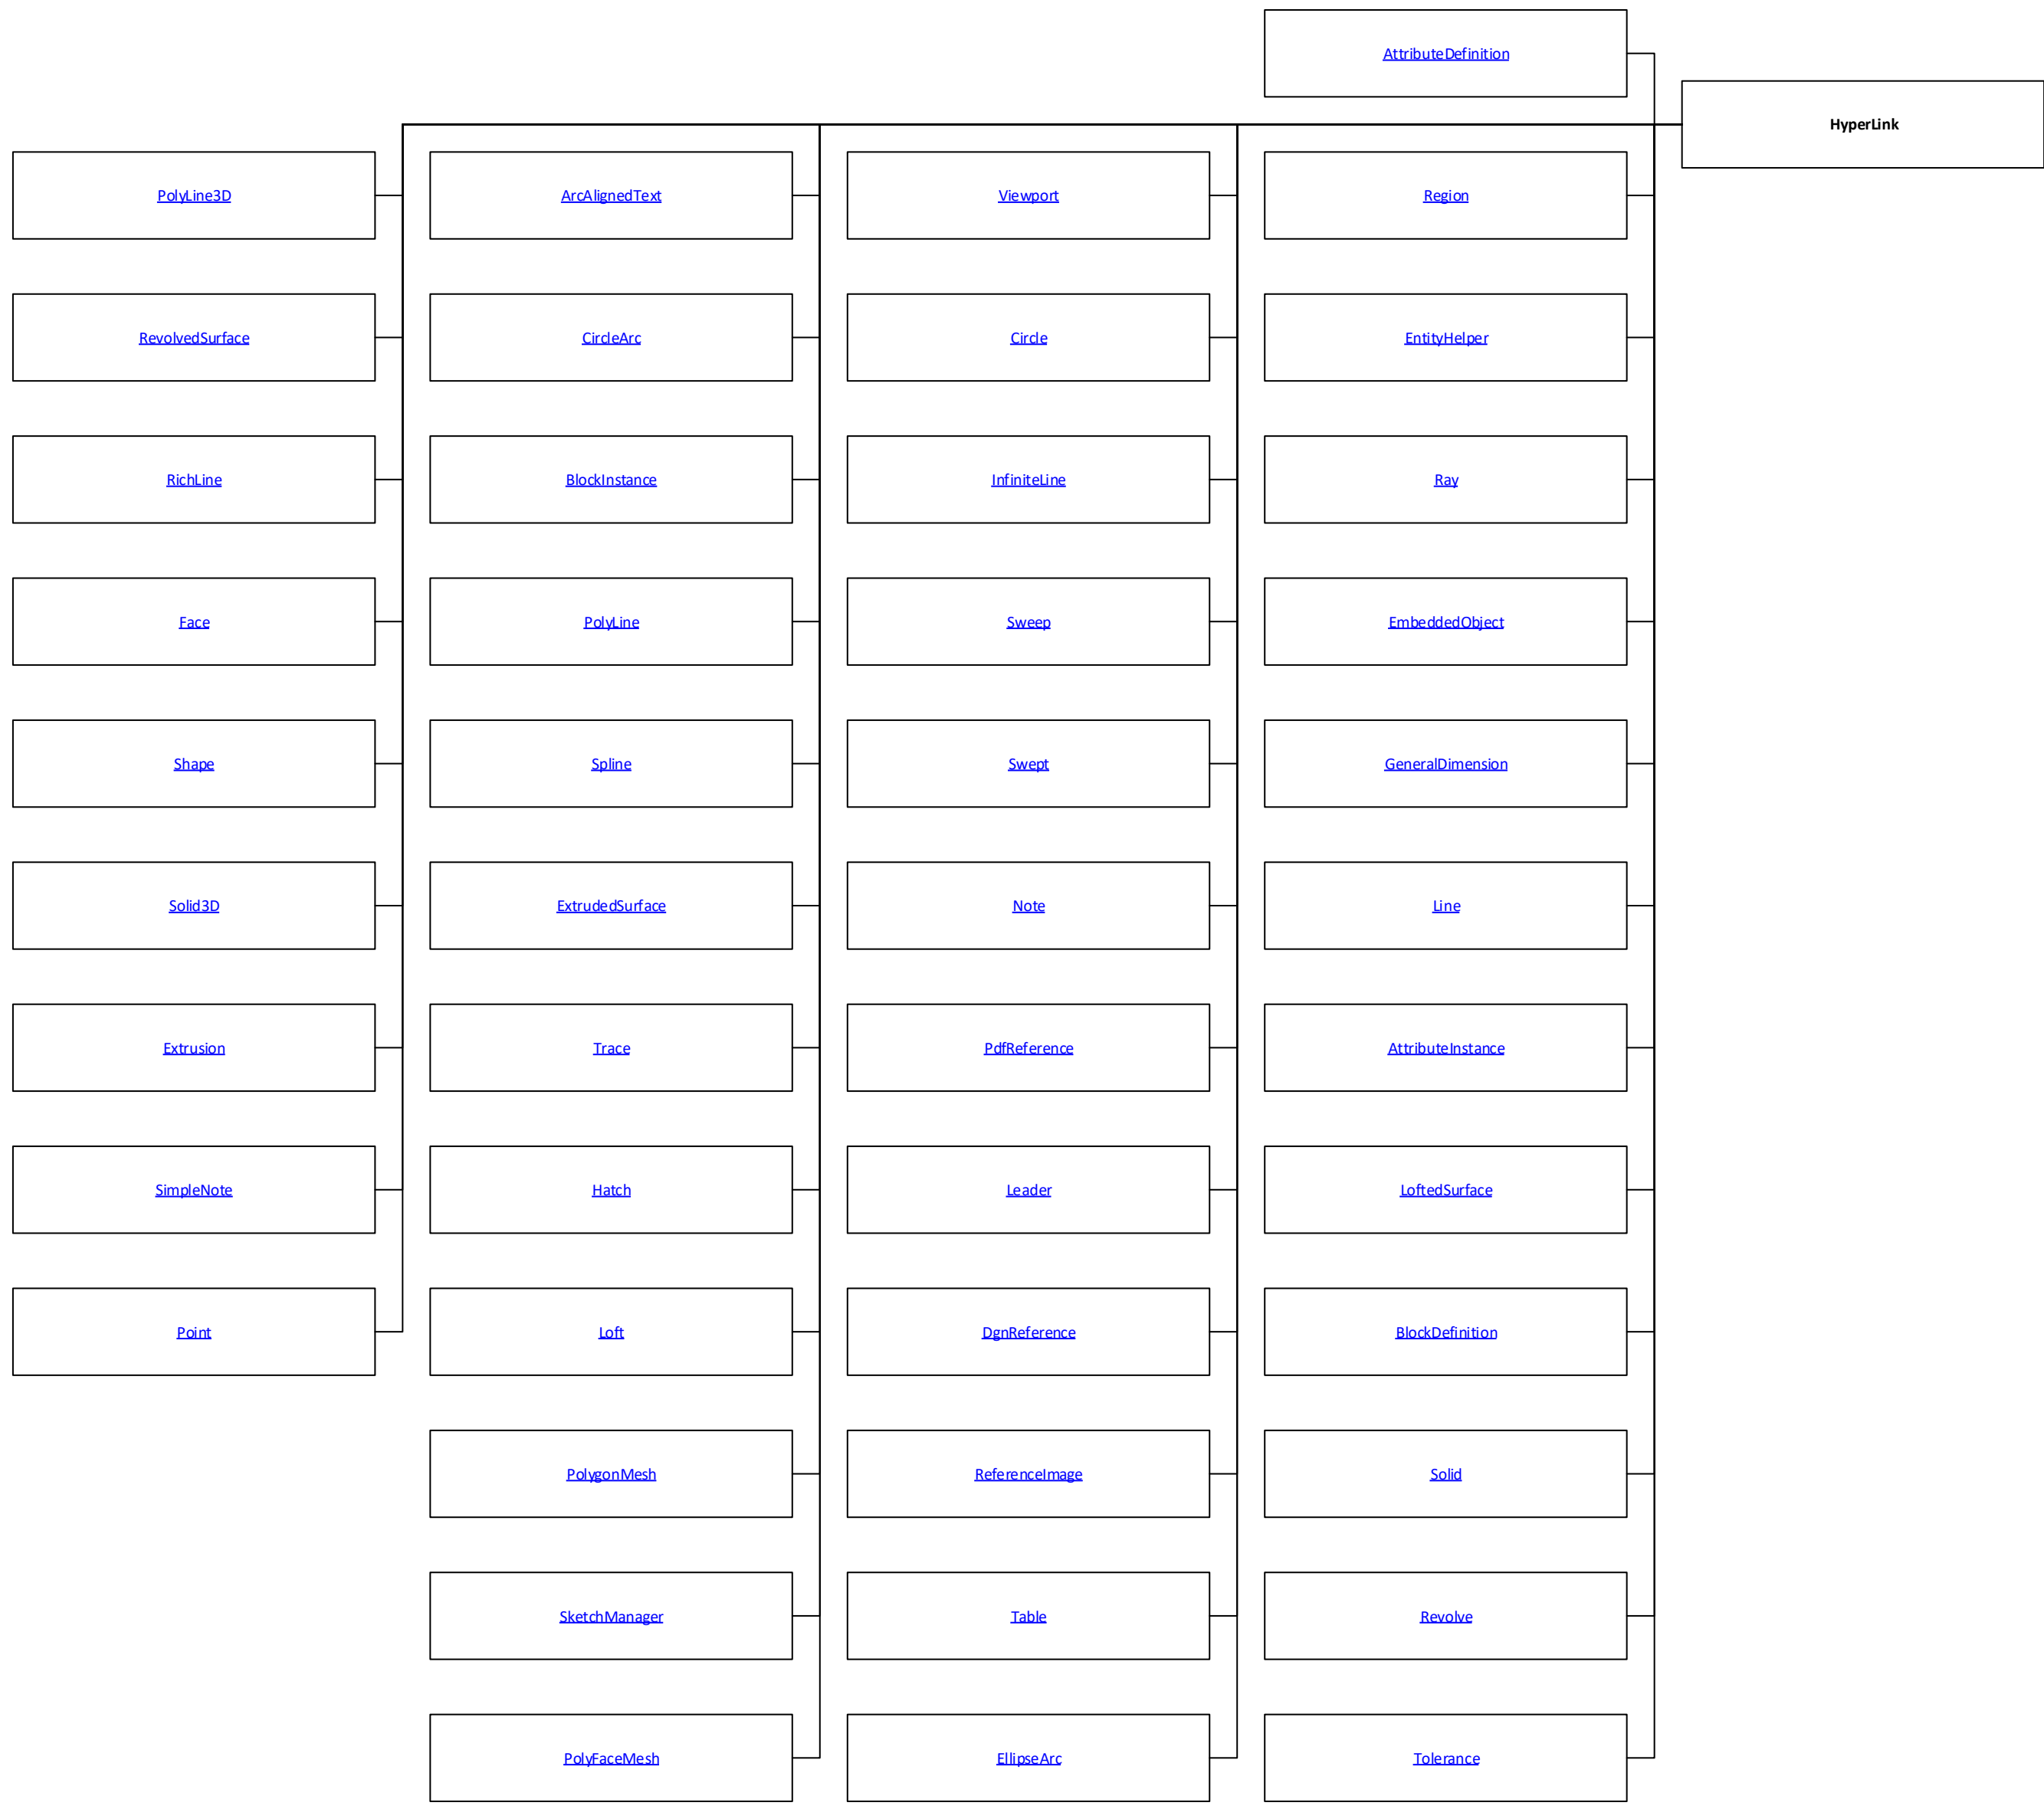 AttributeDefinition
HyperLink
PolyLine3D
ArcAlignedText
Viewport
Region
RevolvedSurface
CircleArc
Circle
EntityHelper
RichLine
BlockInstance
InfiniteLine
Ray
Face
PolyLine
Sweep
EmbeddedObject
Shape
Spline
Swept
GeneralDimension
Solid3D
ExtrudedSurface
Note
Line
Extrusion
Trace
PdfReference
AttributeInstance
SimpleNote
Hatch
Leader
LoftedSurface
Point
Loft
DgnReference
BlockDefinition
PolygonMesh
ReferenceImage
Solid
SketchManager
Table
Revolve
PolyFaceMesh
EllipseArc
Tolerance